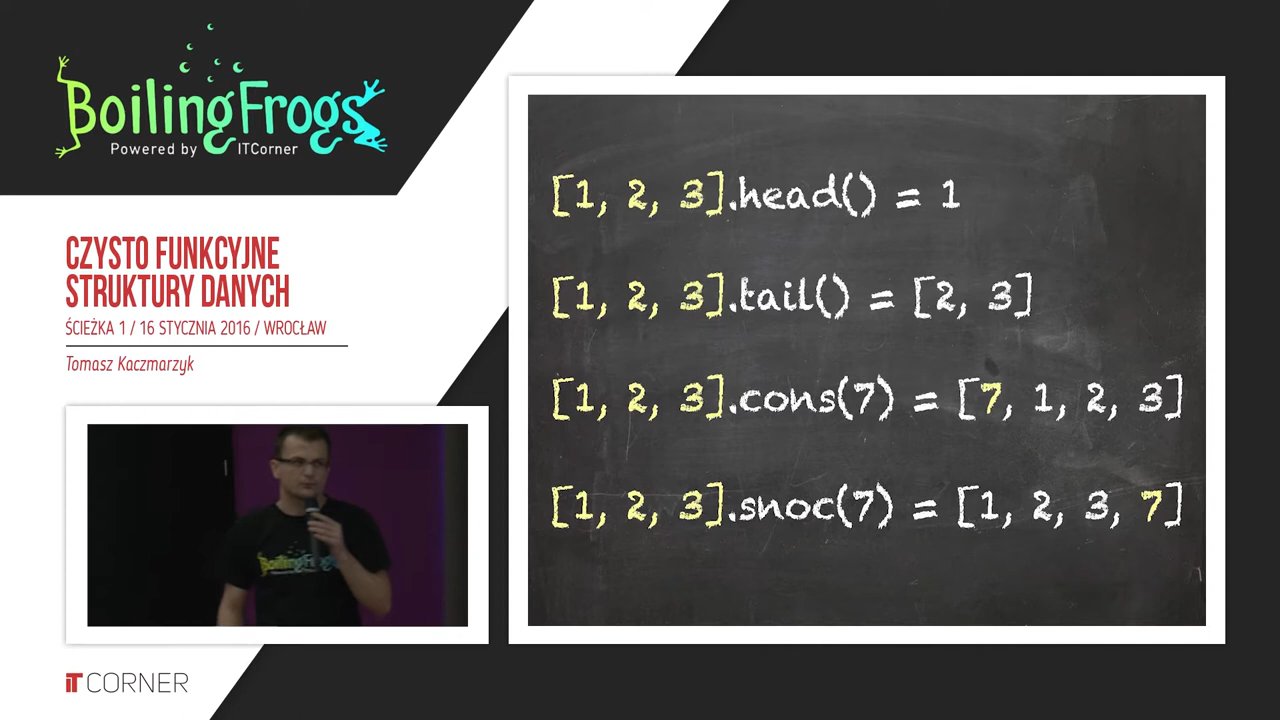 BoilingFrogs
Powered by ITCorner
CZYSTO FUNKCYJNE
STRUKTURY DANYCH
ŚCIEŻKA 1 / 16 STYCZNIA 2016 / WROCŁAW
Tomasz Kaczmarzyk
[1, 2, 3].head() = 1
[1, 2, 3].tail() = [2, 3]
[1, 2, 3].cons(7) = [7, 1, 2, 3]
[1, 2, 3].snoc(7) = [1, 2, 3, 7]
BoilingFrogs
iT CORNER